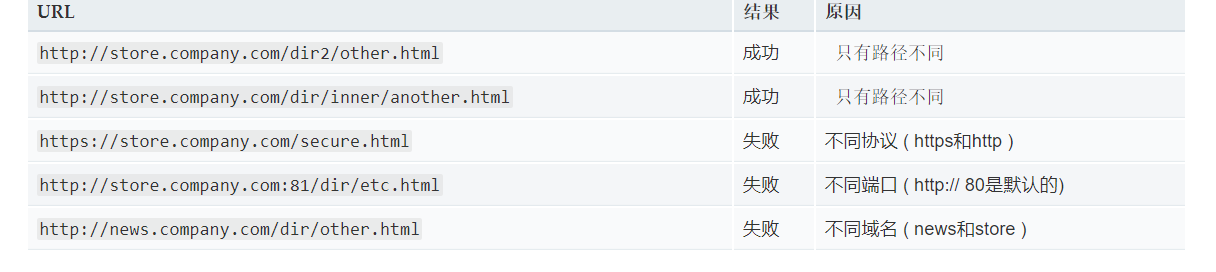 URL 结果 原因
http://store.company.com/dir2/other.html 成功 只有路径不同
http://store.company.com/dir/inner/another.html 成功 只有路径不同
https://store.company.com/secure.html 失败 不同协议 ( https和http )
http://store.company.com:81/dir/etc.html 失败 不同端口 ( http:// 80是默认的)
http://news.company.com/dir/other.html 失败 不同域名 ( news和store )